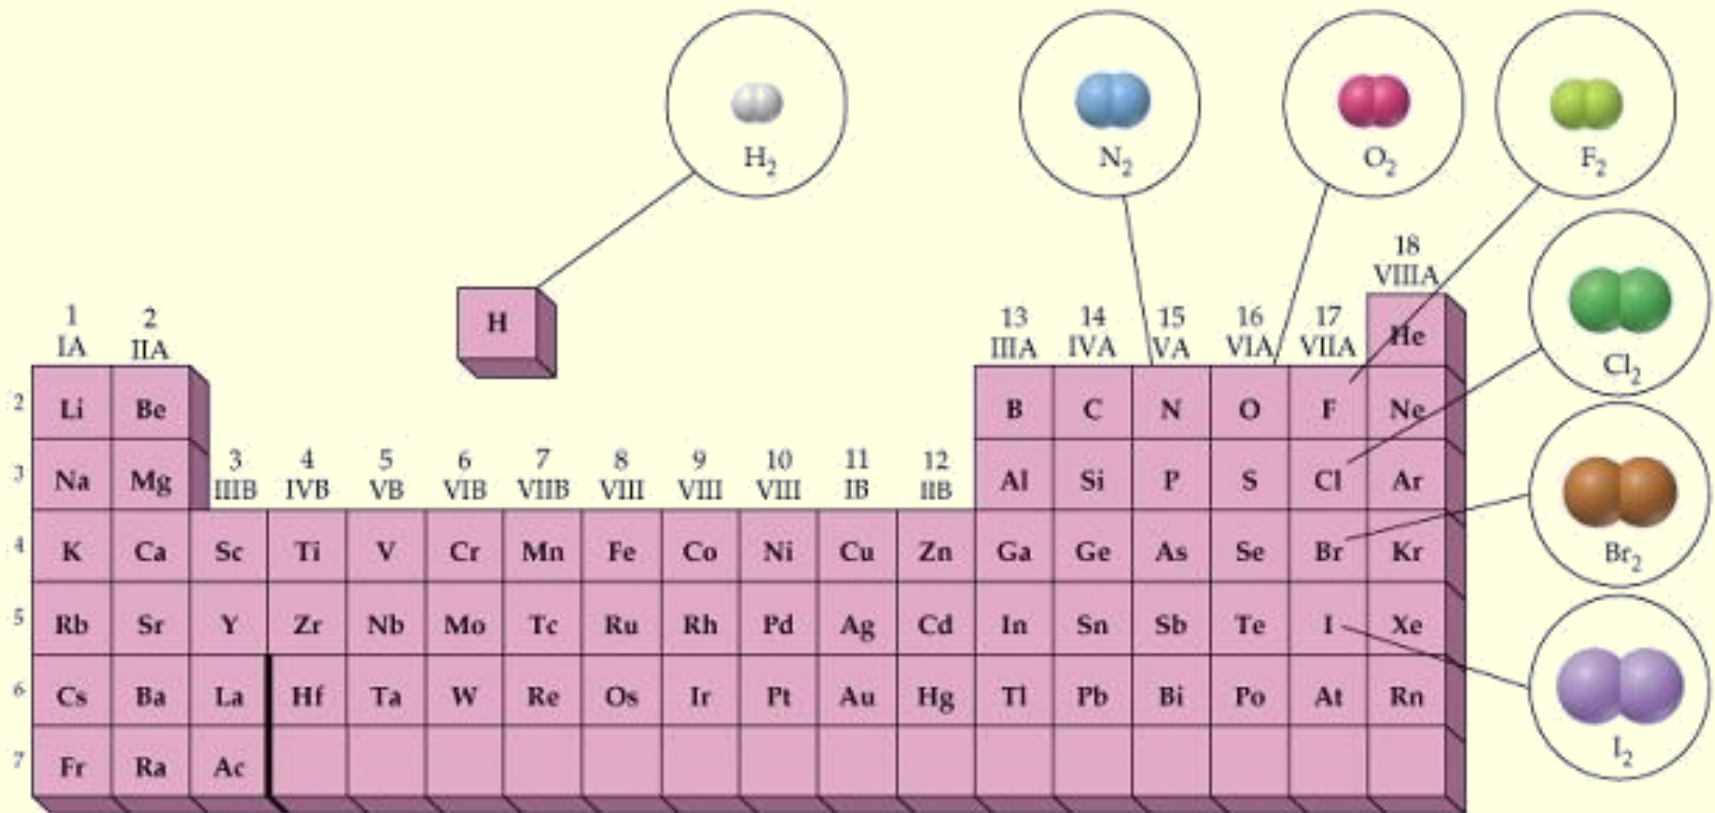 H2 N2 O2 F2
18
VIIIA
Cl2
H
He
1 2 13 14 15 16 17
IA IIA IIIA IVA VA VIA VIIA
2 Li Be B C N O F Ne
3 4 5 6 7 8 9 10 11 12
IIIB IVB VB VIB VIIB VIII VIII VIII IB IIB
3 Na Mg Al Si P S Cl Ar
Br2
4 K Ca Sc Ti V Cr Mn Fe Co Ni Cu Zn Ga Ge As Se Br Kr
5 Rb Sr Y Zr Nb Mo Tc Ru Rh Pd Ag Cd In Sn Sb Te I Xe
6 Cs Ba La Hf Ta W Re Os Ir Pt Au Hg Tl Pb Bi Po At Rn
I2
7 Fr Ra Ac